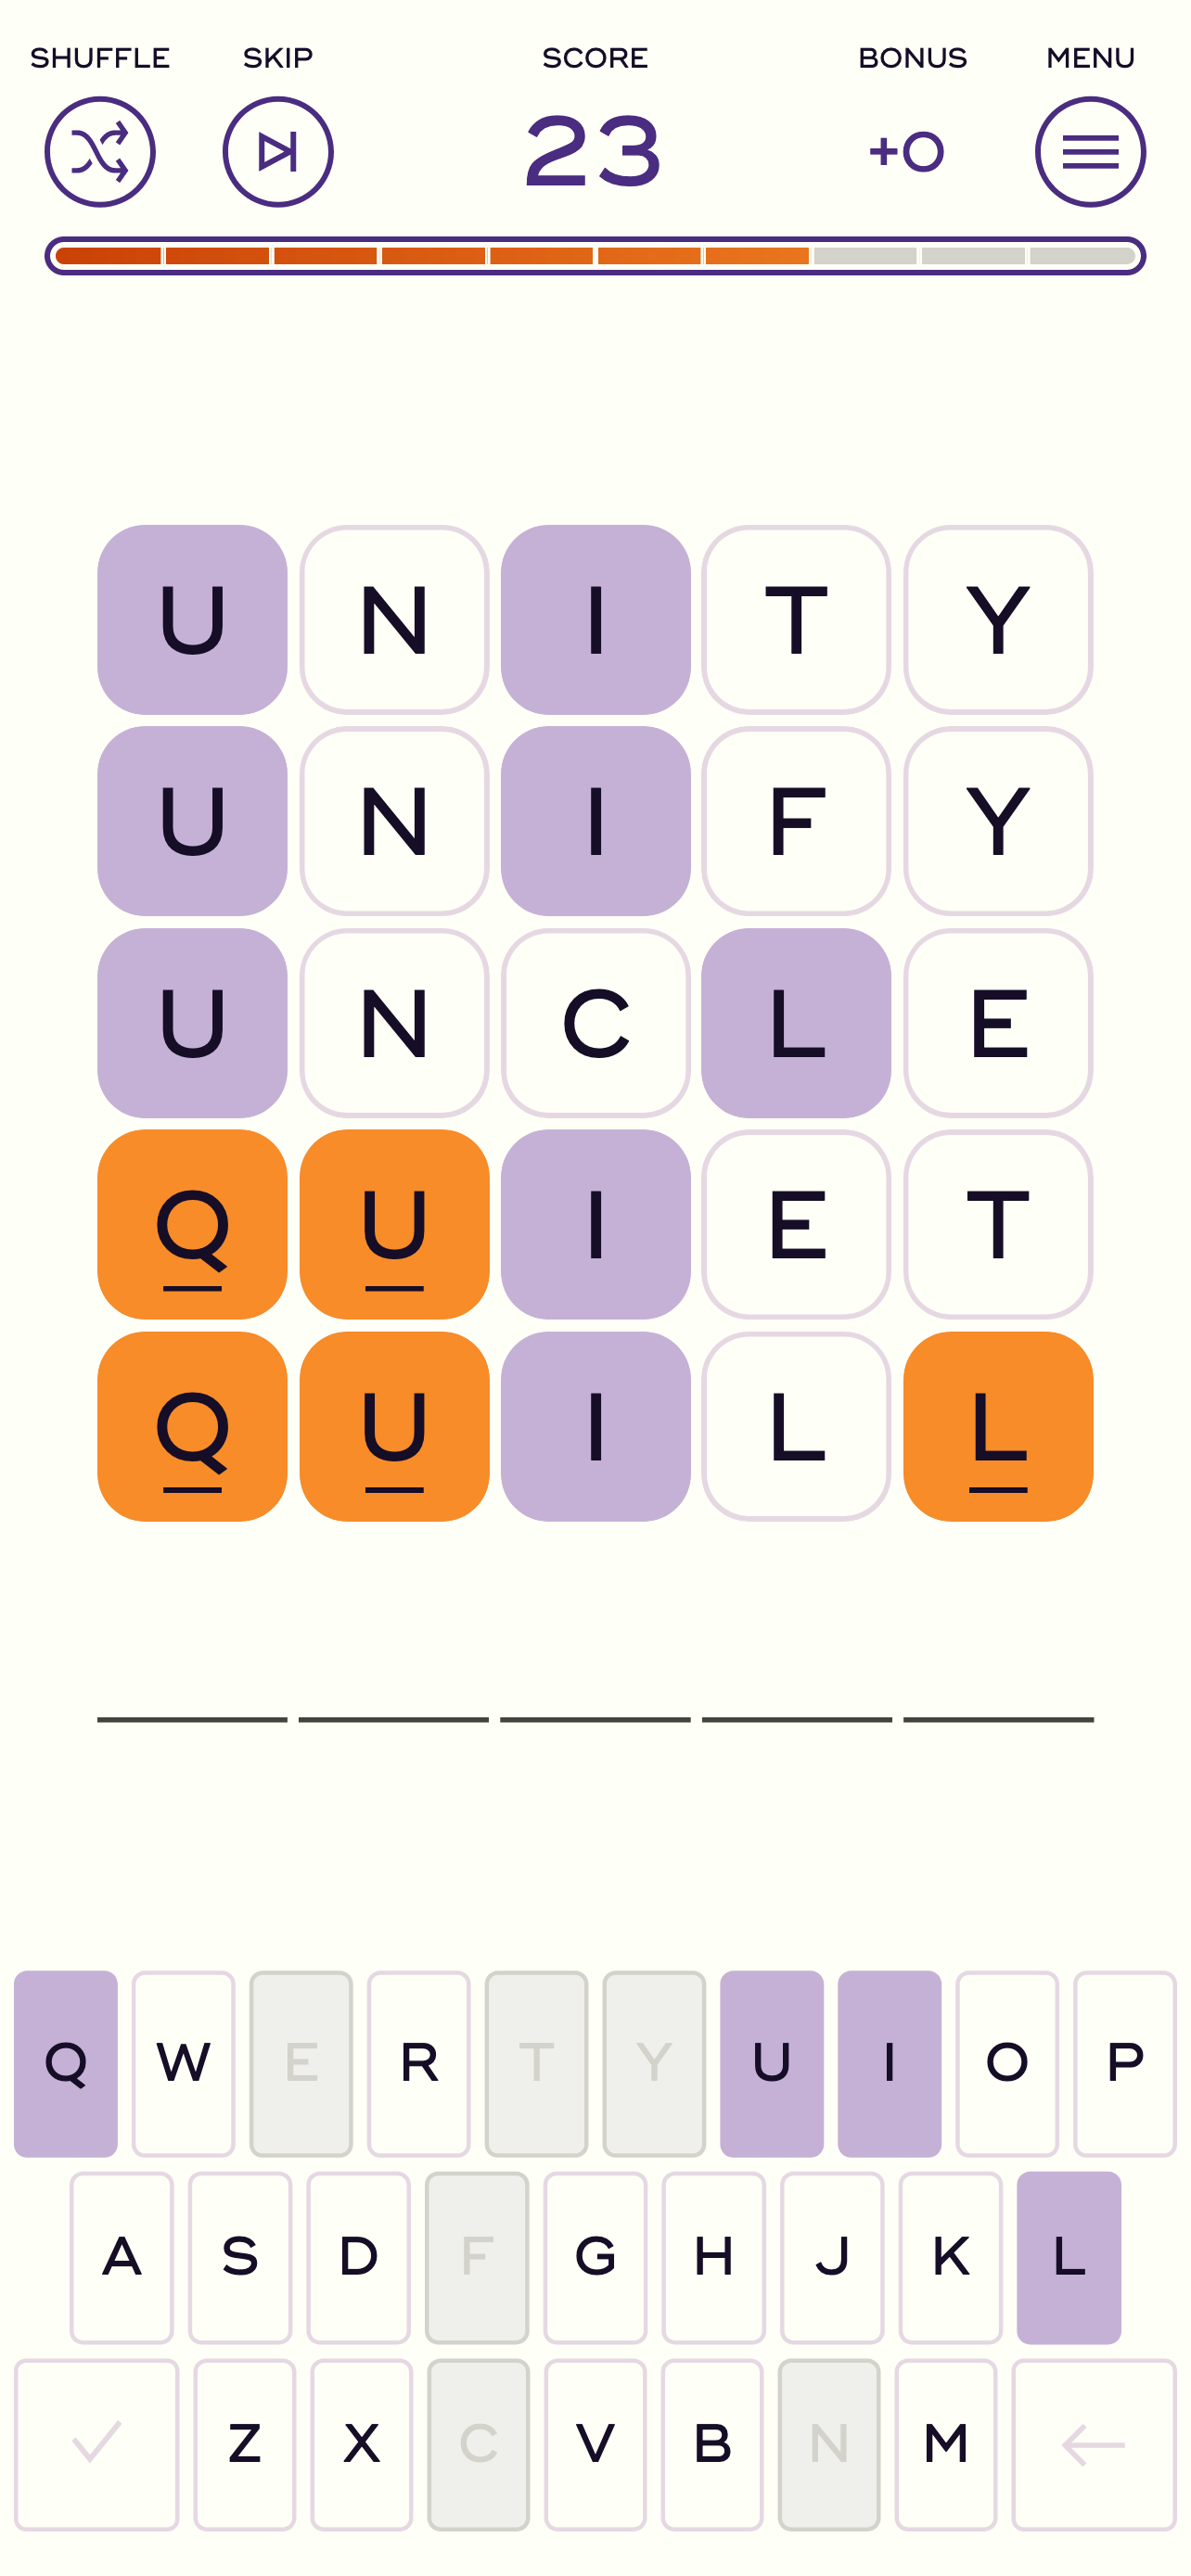 SHUFFLE SKIP SCORE BONUS MENU
23 +0
U N I T Y
U N I F Y
U N C L E
Q U I E T
Q U I L L
Q W E R T Y U I O P
A S D F G H J K L
Z X C V B N M